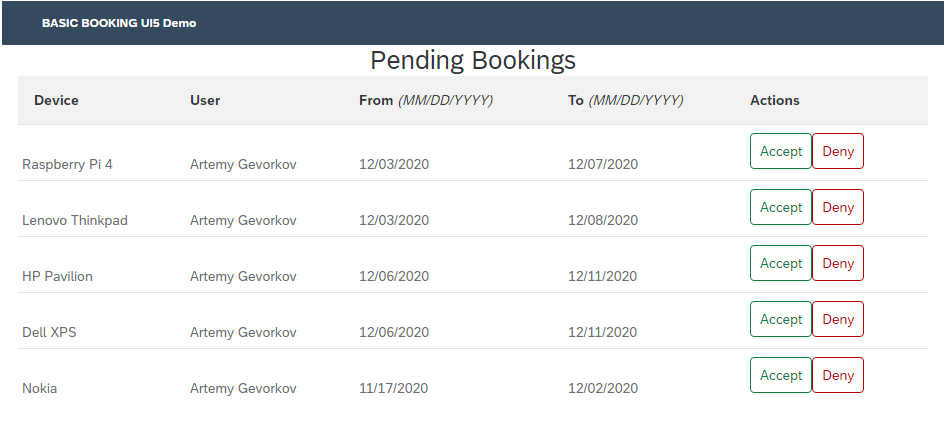 BASIC BOOKING UI5 Demo
Pending Bookings
Device User From (MM/DD/YYYY) To (MM/DD/YYYY) Actions
Raspberry Pi 4 Artemy Gevorkov 12/03/2020 12/07/2020 Accept Deny
Lenovo Thinkpad Artemy Gevorkov 12/03/2020 12/08/2020 Accept Deny
HP Pavilion Artemy Gevorkov 12/06/2020 12/11/2020 Accept Deny
Dell XPS Artemy Gevorkov 12/06/2020 12/11/2020 Accept Deny
Nokia Artemy Gevorkov 11/17/2020 12/02/2020 Accept Deny